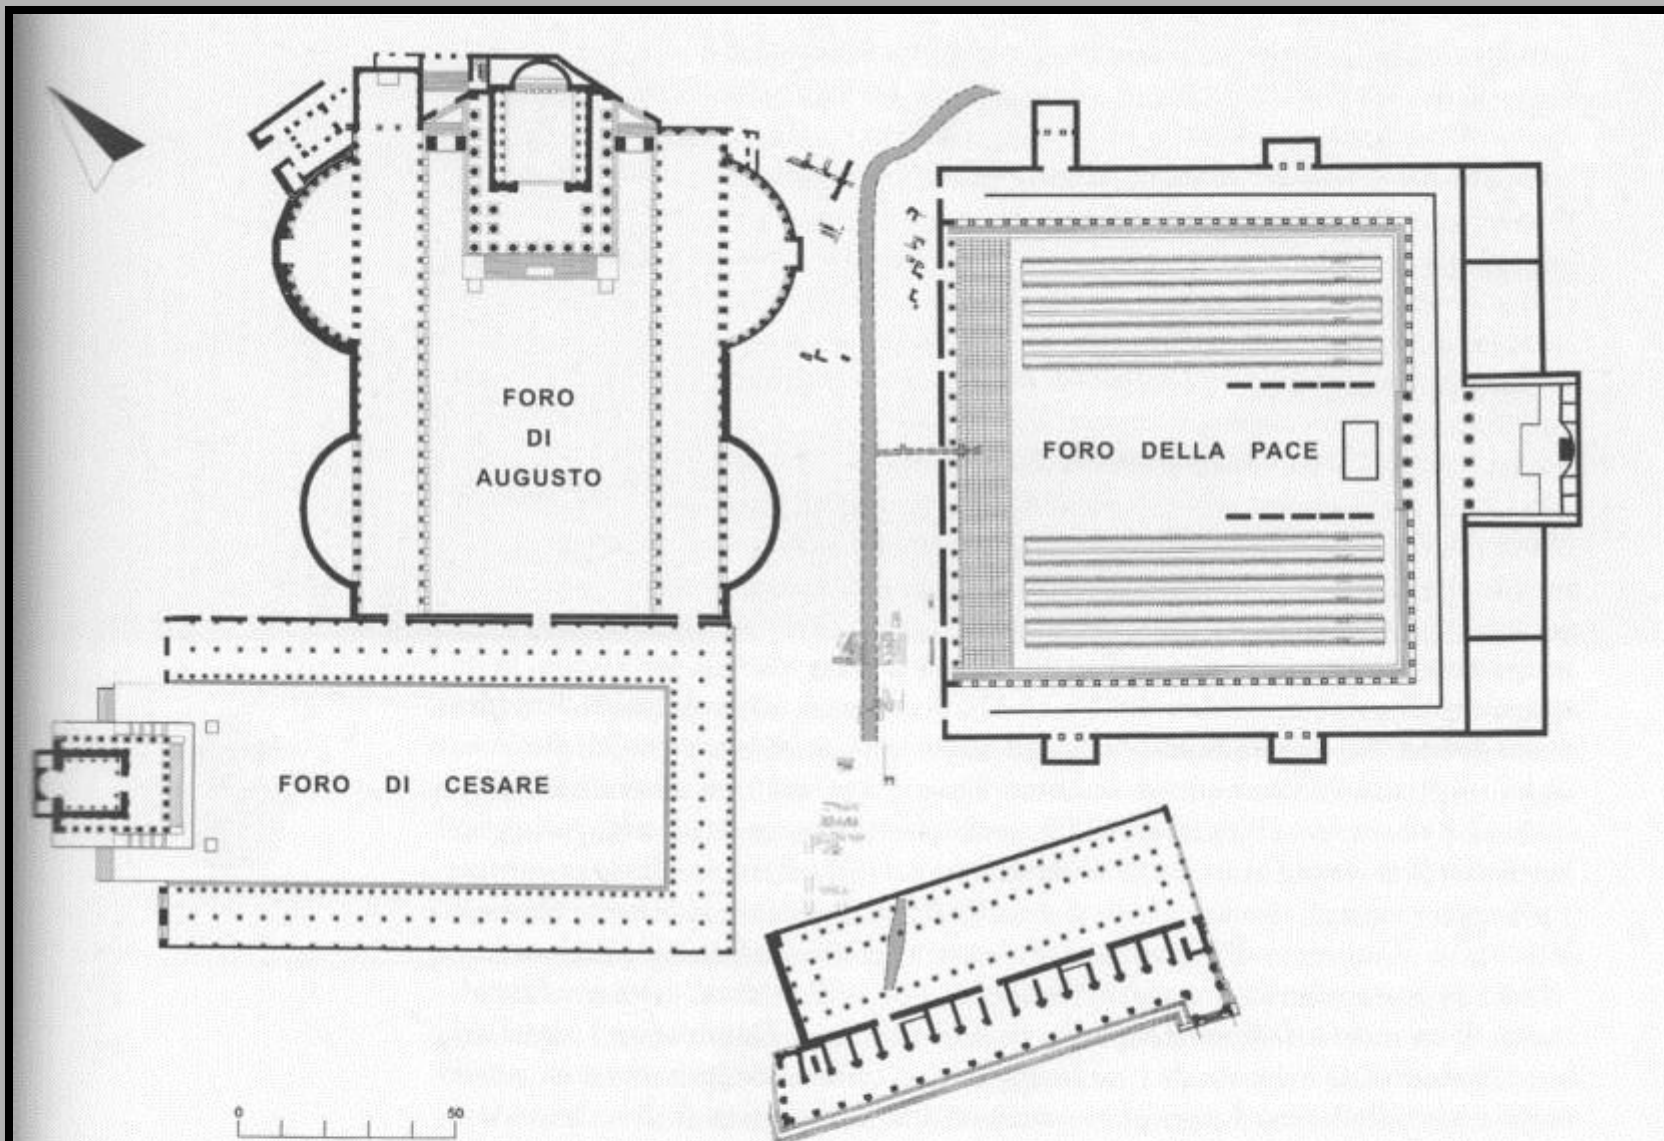 FORO
DI
AUGUSTO
FORO DELLA PACE
FORO DI CESARE
0 50